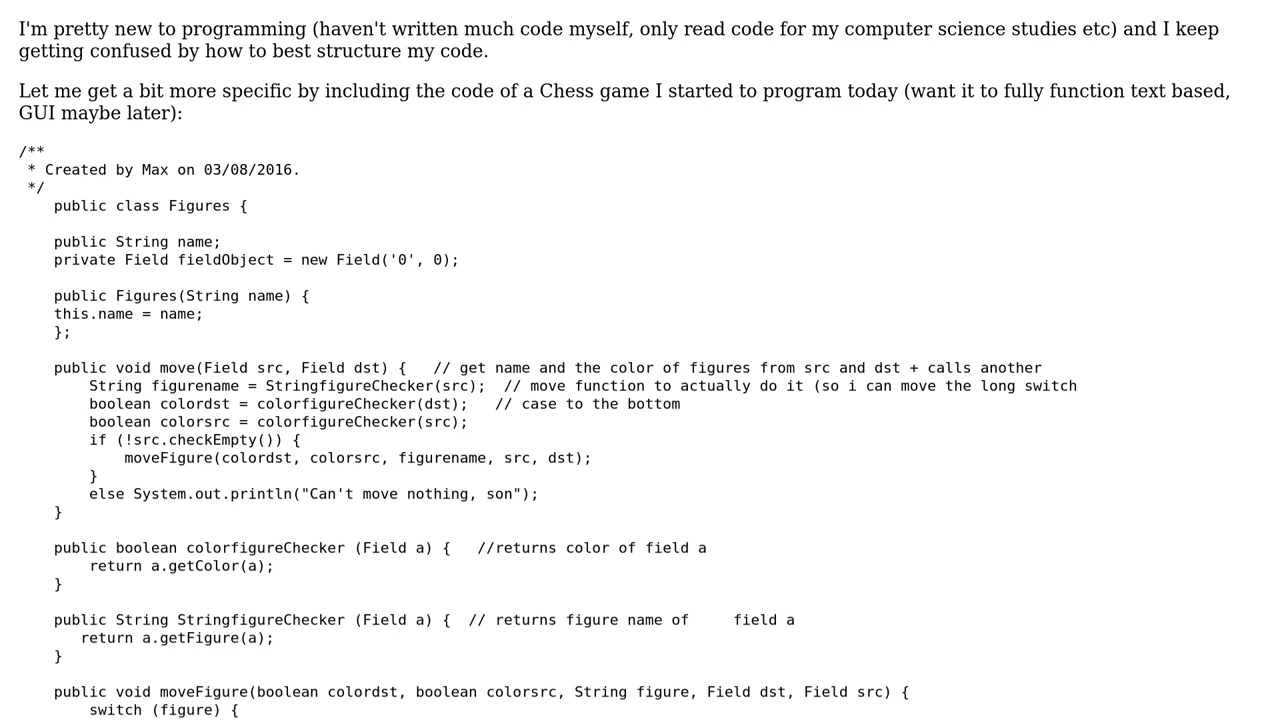 I'm pretty new to programming (haven't written much code myself, only read code for my computer science studies etc) and I keep
getting confused by how to best structure my code.
Let me get a bit more specific by including the code of a Chess game I started to program today (want it to fully function text based,
GUI maybe later):
/**
 * Created by Max on 03/08/2016.
 */
    public class Figures {

    public String name;
    private Field fieldObject = new Field('0', 0);

    public Figures(String name) {
    this.name = name;
    };

    public void move(Field src, Field dst) {   // get name and the color of figures from src and dst + calls another
        String figurename = StringfigureChecker(src);  // move function to actually do it (so i can move the long switch
        boolean colordst = colorfigureChecker(dst);   // case to the bottom
        boolean colorsrc = colorfigureChecker(src);
        if (!src.checkEmpty()) {
            moveFigure(colordst, colorsrc, figurename, src, dst);
        }
        else System.out.println("Can't move nothing, son");
    }

    public boolean colorfigureChecker (Field a) {   //returns color of field a
        return a.getColor(a);
    }

    public String StringfigureChecker (Field a) {  // returns figure name of     field a
       return a.getFigure(a);
    }

    public void moveFigure(boolean colordst, boolean colorsrc, String figure, Field dst, Field src) {
        switch (figure) {